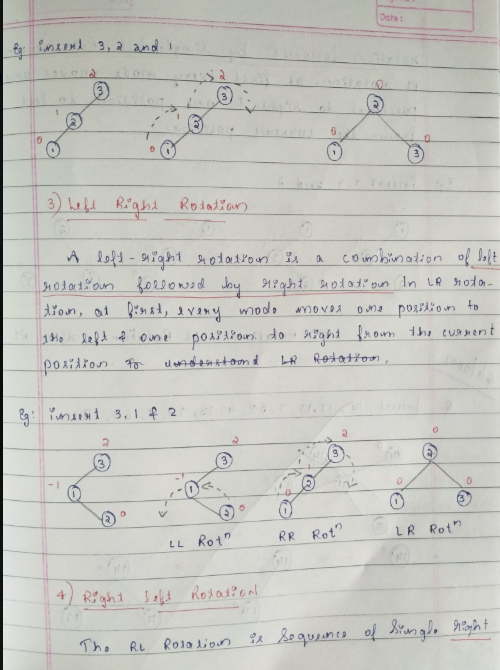 Date:
Eg: insert 3, 2 and 1
2 2 0
3 3 2
1 2 1 2 0 0
0 1 0 1 1 3
3) Left Right Rotation
A left-right rotation is a combination of left
rotation followed by right rotation In LR rota-
tion, at first, every node moves one position to
the left & one position to right from the current
position. To understand LR Rotation.
Eg: insert 3, 1 & 2
2 2 2 0
3 3 3 2
-1 1 -1 1 1 2 0 0
2 0 2 0 0 1 1 3
LL Rotn RR Rotn LR Rotn
4) Right left Rotation
The RL Rotation is sequence of single right